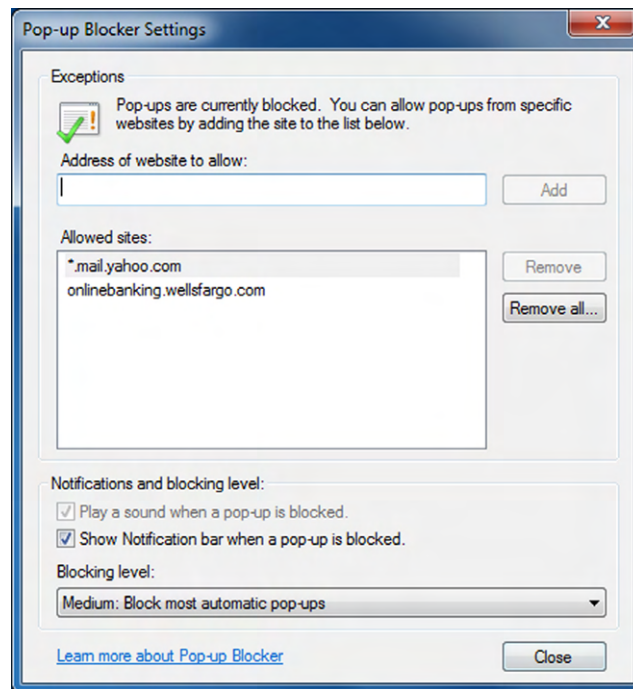 Pop-up Blocker Settings
Exceptions
Pop-ups are currently blocked. You can allow pop-ups from specific
websites by adding the site to the list below.
Address of website to allow:
Add
Allowed sites:
*.mail.yahoo.com
onlinebanking.wellsfargo.com
Remove
Remove all...
Notifications and blocking level:
Play a sound when a pop-up is blocked.
Show Notification bar when a pop-up is blocked.
Blocking level:
Medium: Block most automatic pop-ups
Learn more about Pop-up Blocker
Close